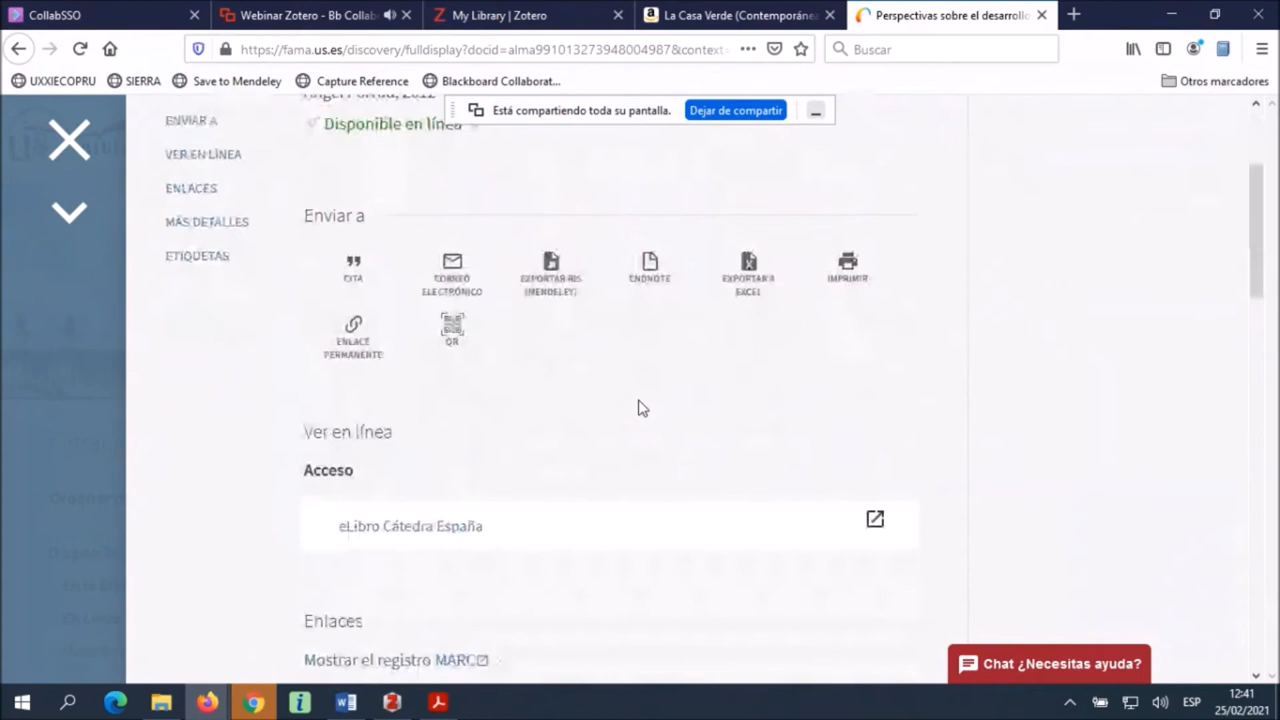 CollabSSO
Webinar Zotero - Bb Collab
My Library | Zotero
La Casa Verde (Contemporáne
Perspectivas sobre el desarrollo
https://fama.us.es/discovery/fulldisplay?docid=alma991013273948004987&context=
Buscar
UXXIECOPRU
SIERRA
Save to Mendeley
Capture Reference
Blackboard Collaborat...
Otros marcadores
Está compartiendo toda su pantalla.
Dejar de compartir
ENVIAR A
Disponible en línea
VER EN LÍNEA
ENLACES
MÁS DETALLES
ETIQUETAS
Enviar a
CITA
CORREO
ELECTRÓNICO
EXPORTAR RIS
(MENDELEY)
ENDNOTE
EXPORTAR A
EXCEL
IMPRIMIR
ENLACE
PERMANENTE
QR
Ver en línea
Acceso
eLibro Cátedra España
Enlaces
Mostrar el registro MARC
Chat ¿Necesitas ayuda?
ESP
12:41
25/02/2021